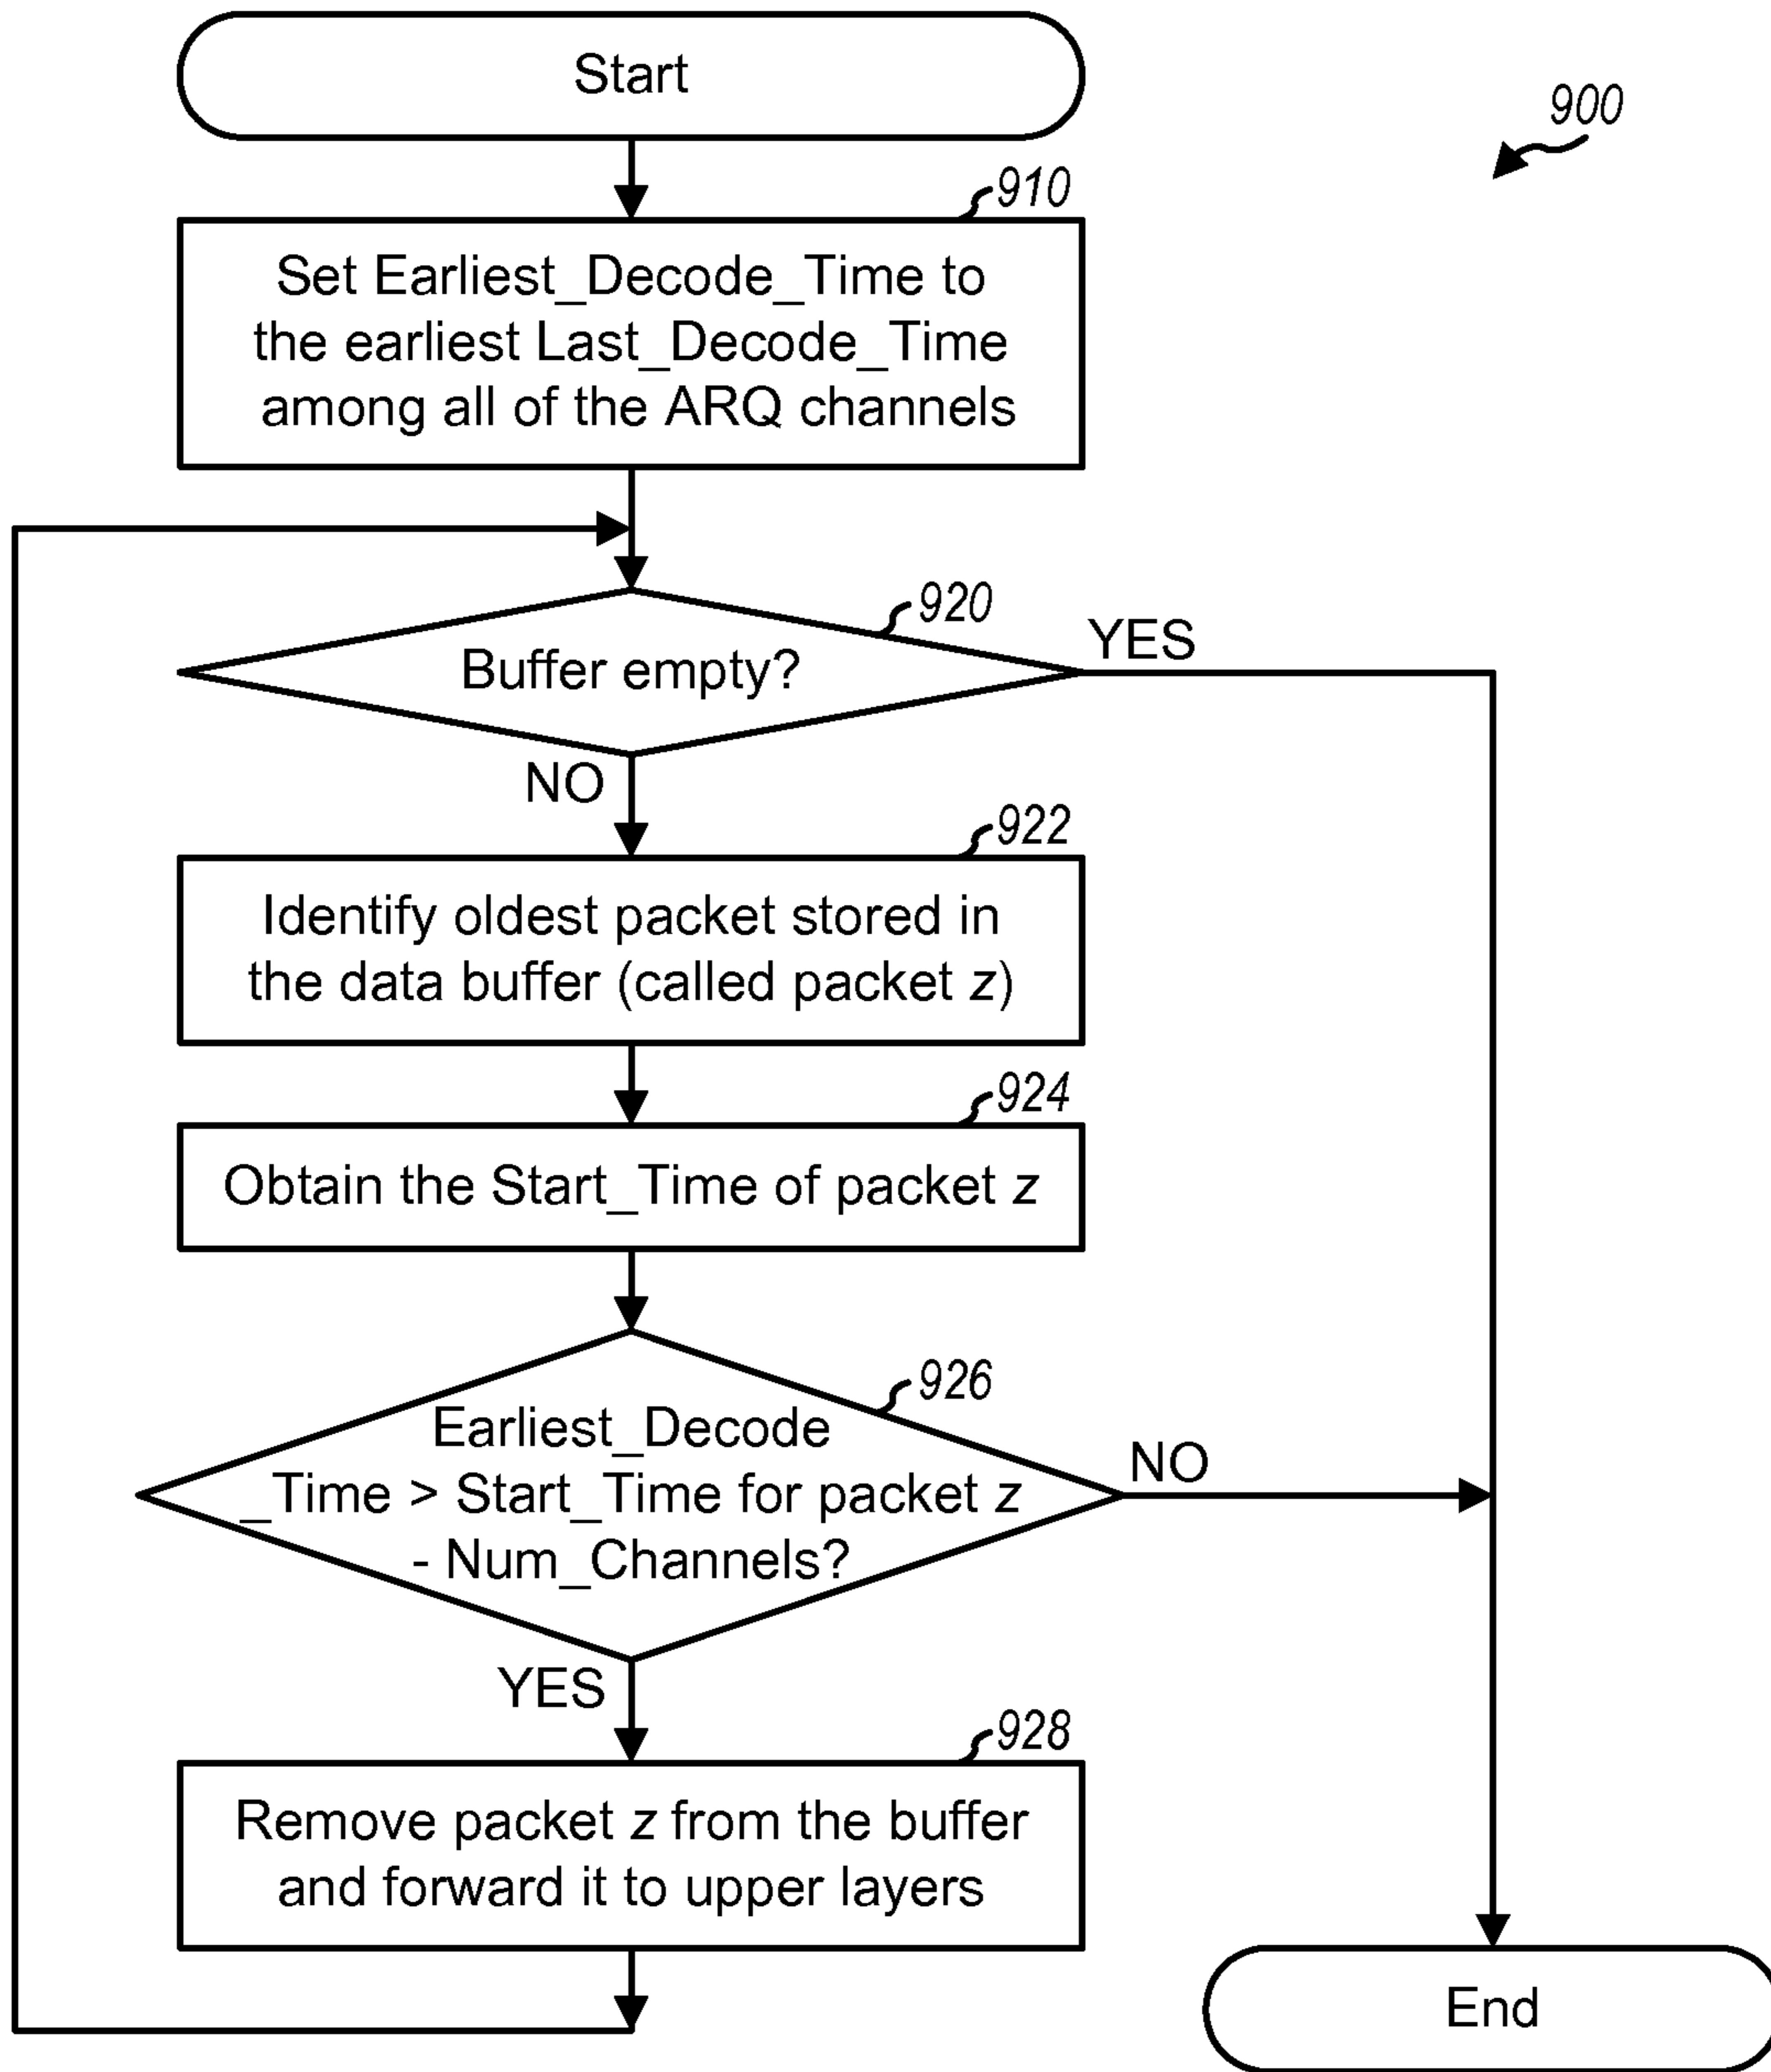 Start
900
910
Set Earliest_Decode_Time to
the earliest Last_Decode_Time
among all of the ARQ channels
920
YES
Buffer empty?
NO
922
Identify oldest packet stored in
the data buffer (called packet z)
924
Obtain the Start_Time of packet z
926
Earliest_Decode
_Time > Start_Time for packet z
- Num_Channels?
NO
YES
928
Remove packet z from the buffer
and forward it to upper layers
End